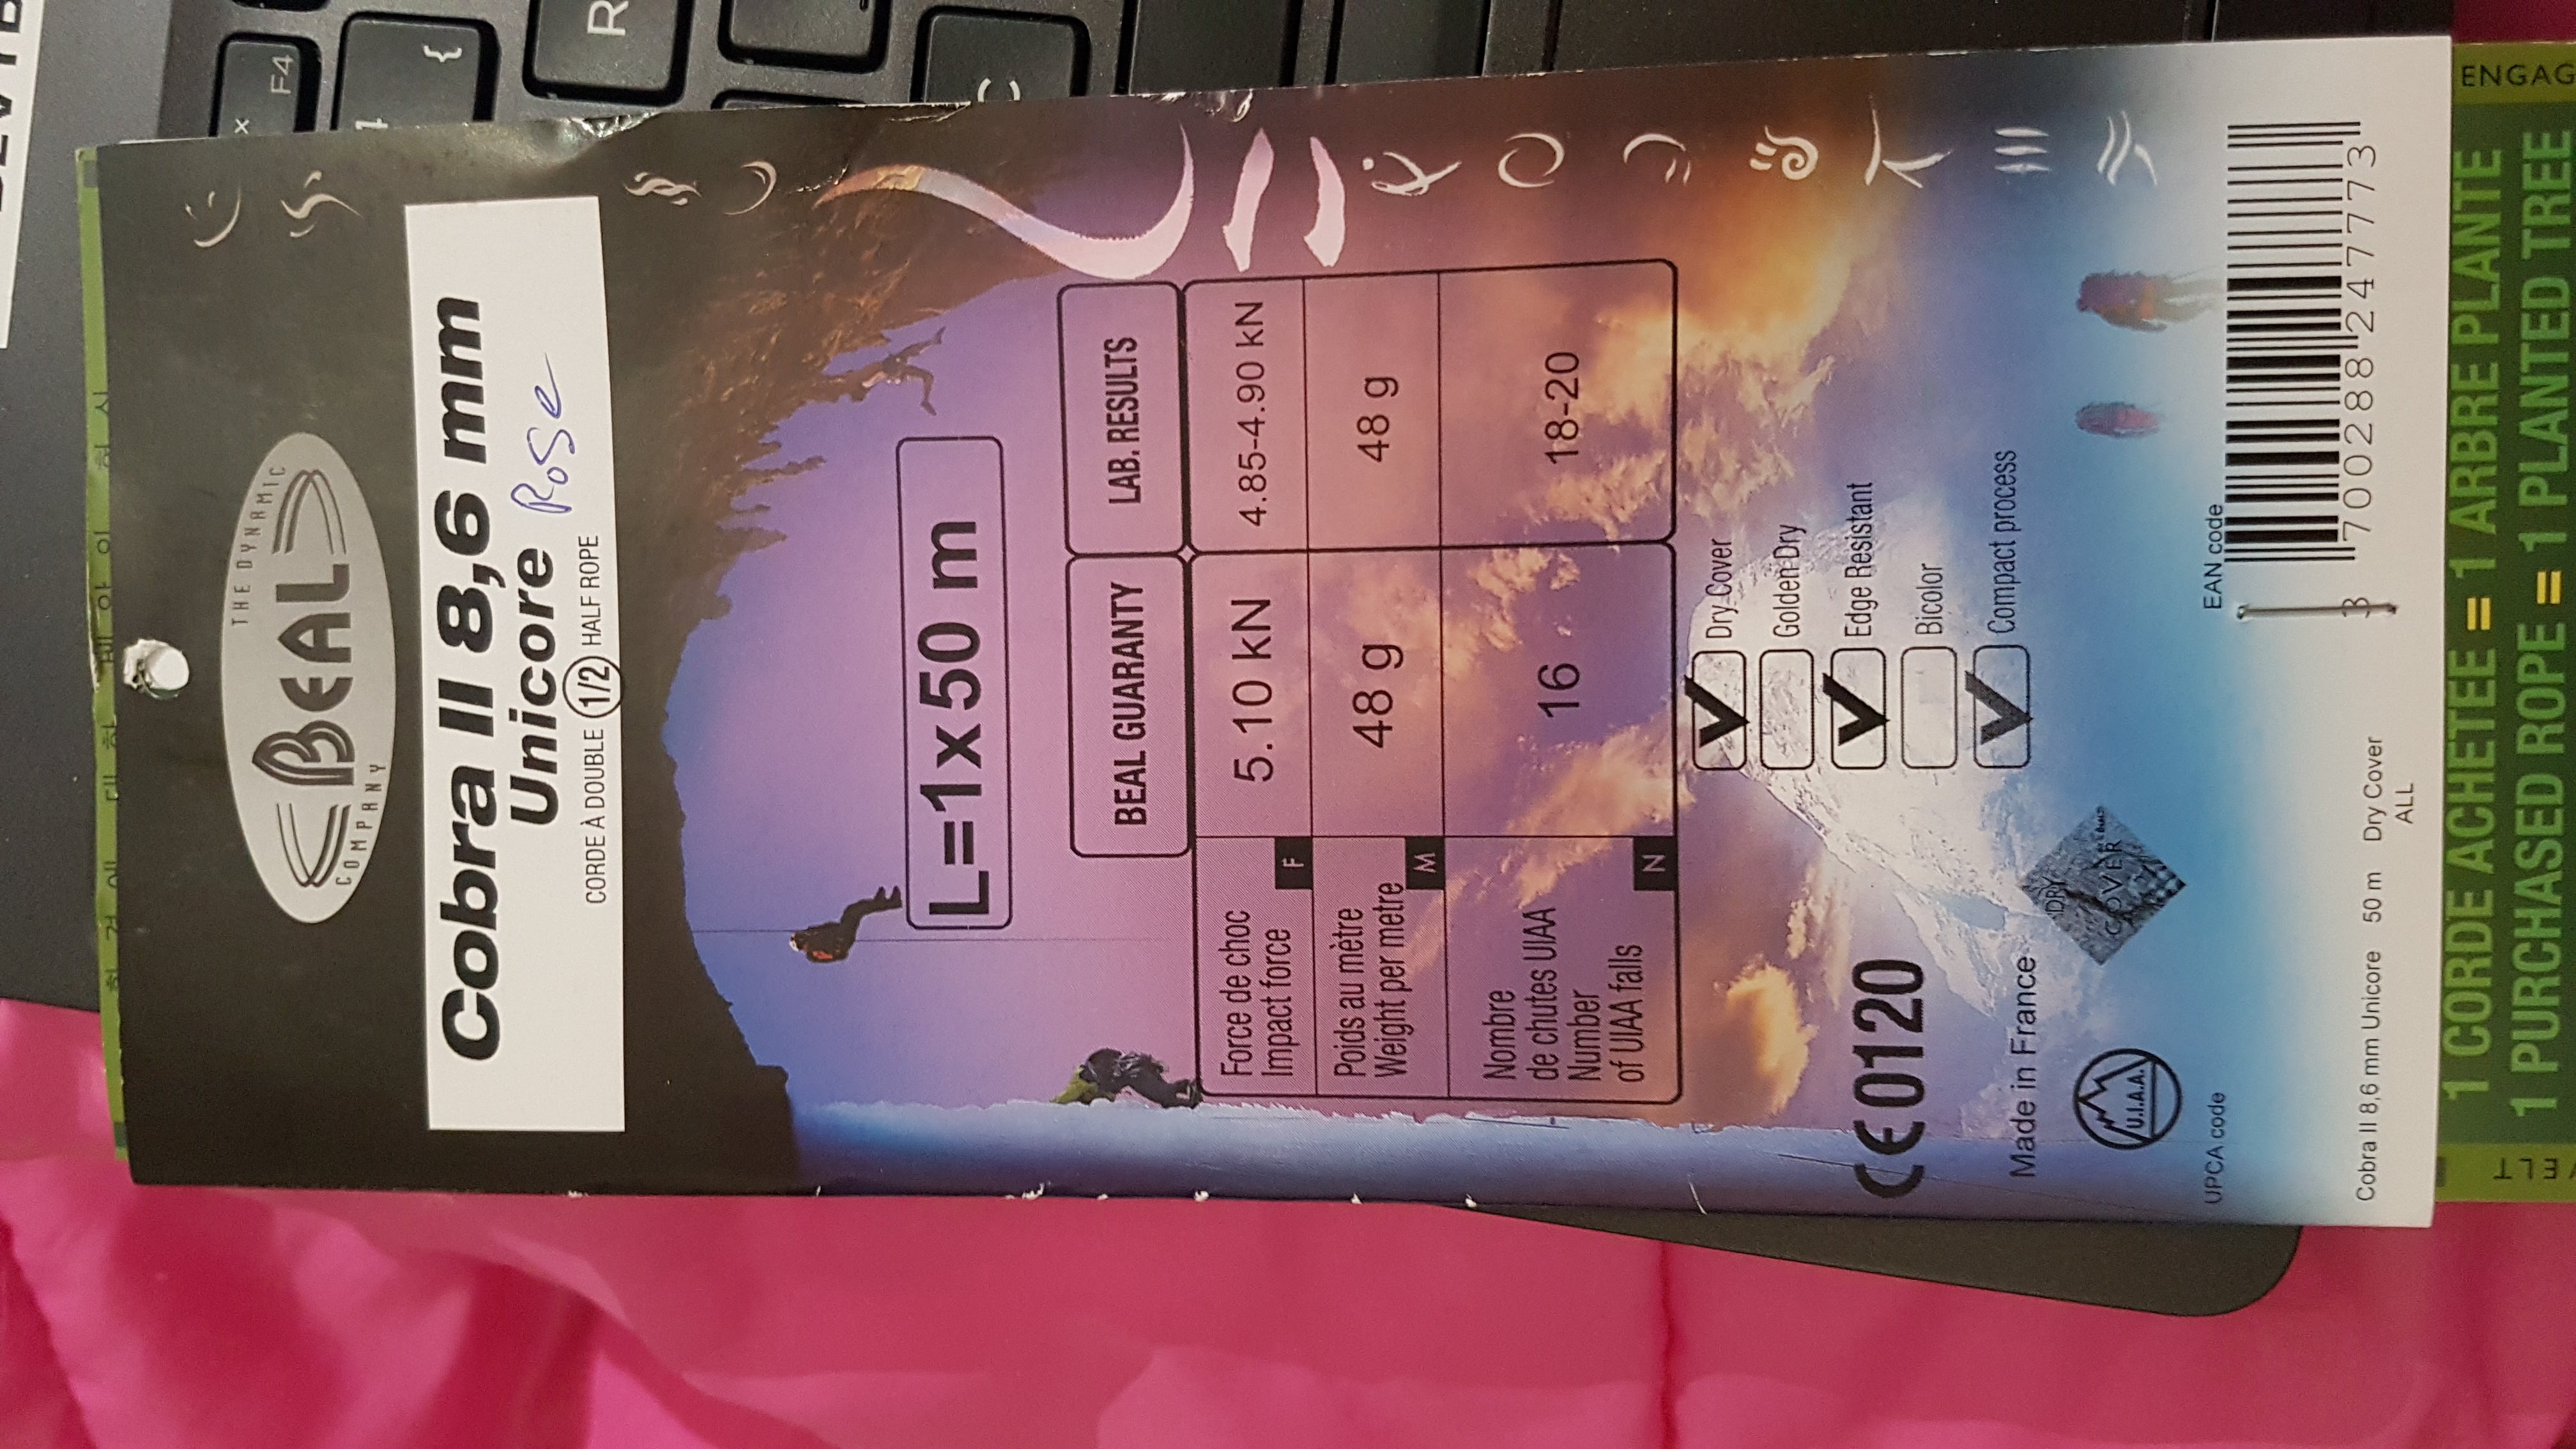 THE DYNAMIC
BEAL
COMPANY
Cobra II 8,6 mm
Unicore Rose
CORDE À DOUBLE 1/2 HALF ROPE
L=1x50 m
BEAL GUARANTY LAB. RESULTS
Force de choc
Impact force F 5.10 kN 4.85-4.90 kN
Poids au mètre
Weight per metre M 48 g 48 g
Nombre
de chutes UIAA
Number
of UIAA falls N 16 18-20
Dry Cover
Golden Dry
Edge Resistant
Bicolor
Compact process
CE 0120
Made in France
DRY
COVER
U.I.A.A.
UPCA code
EAN code
3 700288 247773
Cobra II 8,6 mm Unicore 50 m Dry Cover
ALL
ENGAG
1 CORDE ACHETÉE = 1 ARBRE PLANTÉ
1 PURCHASED ROPE = 1 PLANTED TREE
F4
R
C